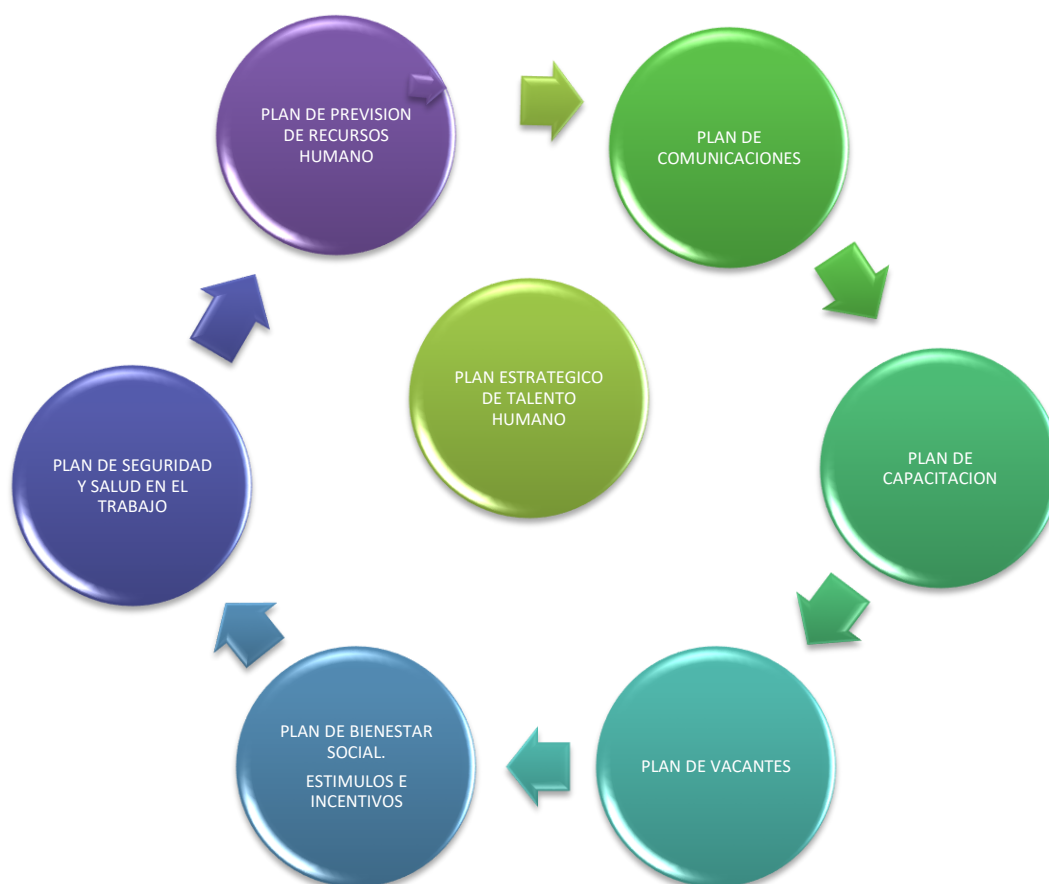 PLAN DE PREVISION
DE RECURSOS
HUMANO
PLAN DE
COMUNICACIONES
PLAN ESTRATEGICO
DE TALENTO
HUMANO
PLAN DE
CAPACITACION
PLAN DE SEGURIDAD
Y SALUD EN EL
TRABAJO
PLAN DE BIENESTAR
SOCIAL.
ESTIMULOS E
INCENTIVOS
PLAN DE VACANTES